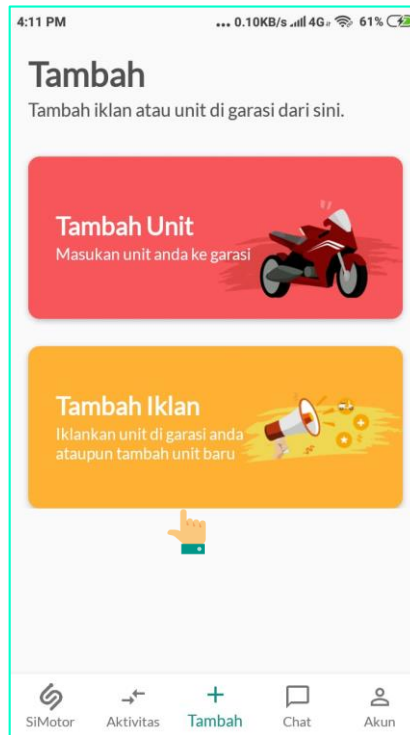 4:11 PM ... 0.10KB/s 4G 61%
Tambah
Tambah iklan atau unit di garasi dari sini.
Tambah Unit
Masukan unit anda ke garasi
Tambah Iklan
Iklankan unit di garasi anda
ataupun tambah unit baru
SiMotor Aktivitas Tambah Chat Akun